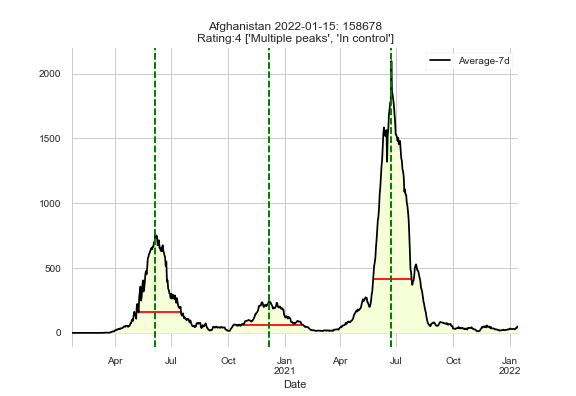 Afghanistan 2022-01-15: 158678
Rating:4 ['Multiple peaks', 'In control']
Average-7d
2000
1500
1000
500
0
Apr Jul Oct Jan Apr Jul Oct Jan
2021 2022
Date